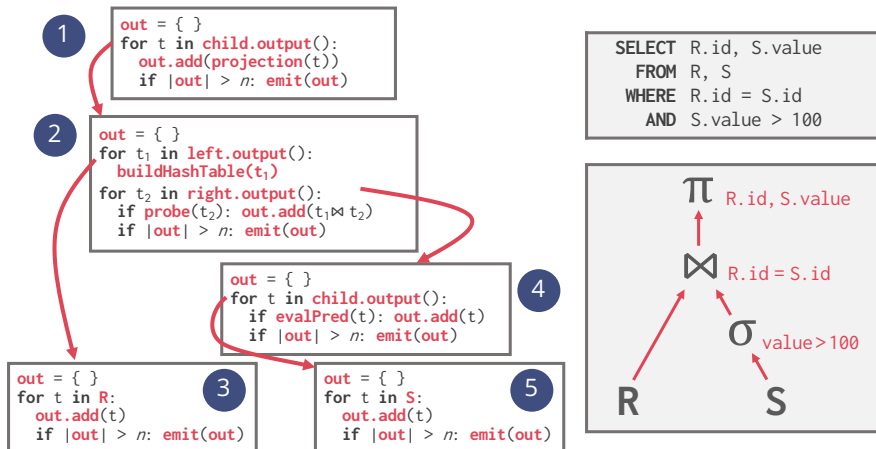 1
out = { }
for t in child.output():
out.add(projection(t))
if |out| > n: emit(out)
2
out = { }
for t₁ in left.output():
buildHashTable(t₁)
for t₂ in right.output():
if probe(t₂): out.add(t₁⋈t₂)
if |out| > n: emit(out)
4
out = { }
for t in child.output():
if evalPred(t): out.add(t)
if |out| > n: emit(out)
3
out = { }
for t in R:
out.add(t)
if |out| > n: emit(out)
5
out = { }
for t in S:
out.add(t)
if |out| > n: emit(out)
SELECT R.id, S.value
FROM R, S
WHERE R.id = S.id
AND S.value > 100
π R.id, S.value
⋈ R.id = S.id
σ value>100
R S